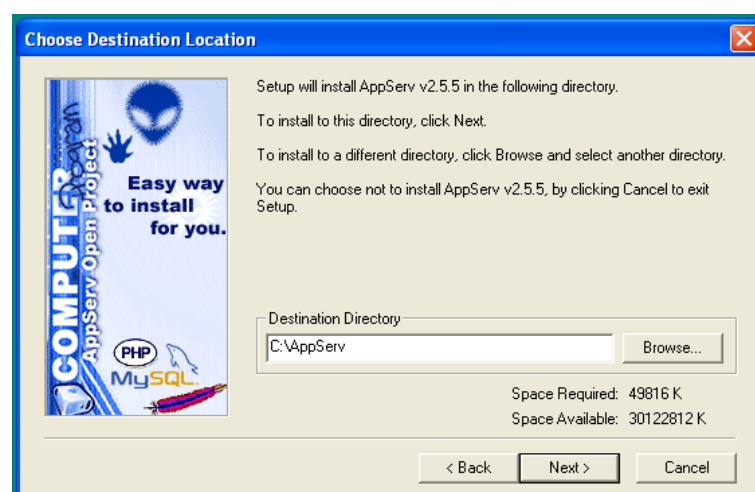 Choose Destination Location
Setup will install AppServ v2.5.5 in the following directory.
To install to this directory, click Next.
To install to a different directory, click Browse and select another directory.
You can choose not to install AppServ v2.5.5, by clicking Cancel to exit
Setup.
COMPUTER
program
AppServ Open Project
Easy way
to install
for you.
PHP
MySQL
Destination Directory
C:\AppServ
Browse...
Space Required: 49816 K
Space Available: 30122812 K
< Back Next > Cancel